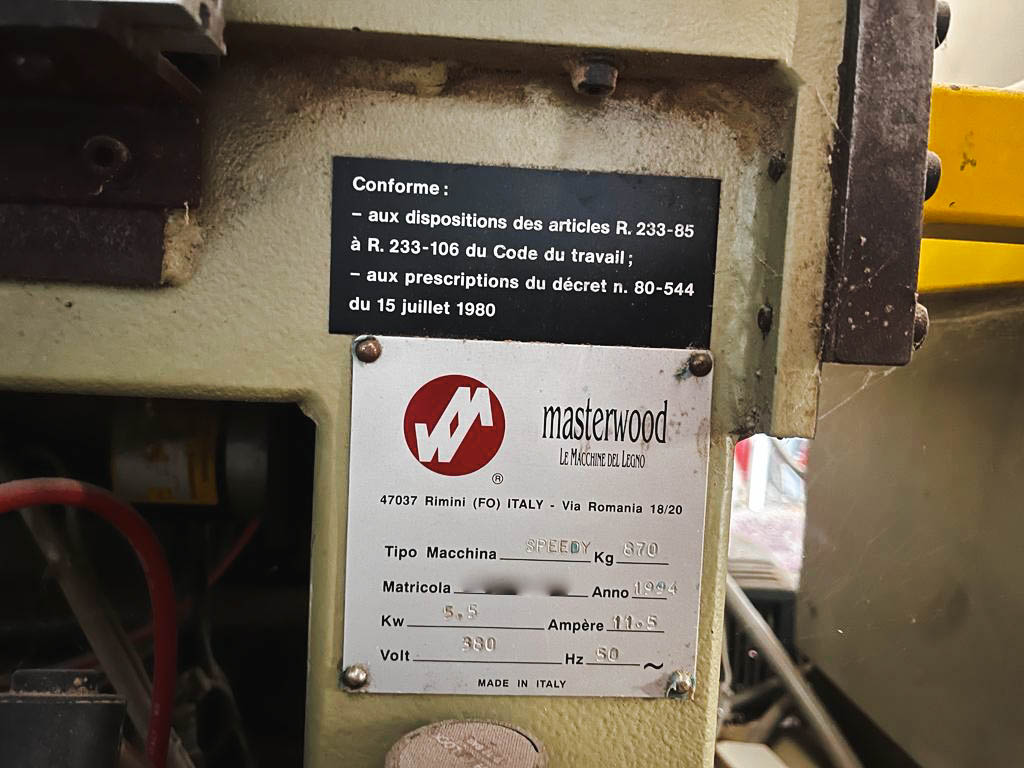 Conforme :
– aux dispositions des articles R. 233-85
à R. 233-106 du Code du travail ;
– aux prescriptions du décret n. 80-544
du 15 juillet 1980
MW
®
masterwood
LE MACCHINE DEL LEGNO
47037 Rimini (FO) ITALY - Via Romania 18/20
Tipo Macchina SPEEDY Kg 870
Matricola Anno 1994
Kw 5.5 Ampère 11.5
Volt 380 Hz 50 ~
MADE IN ITALY